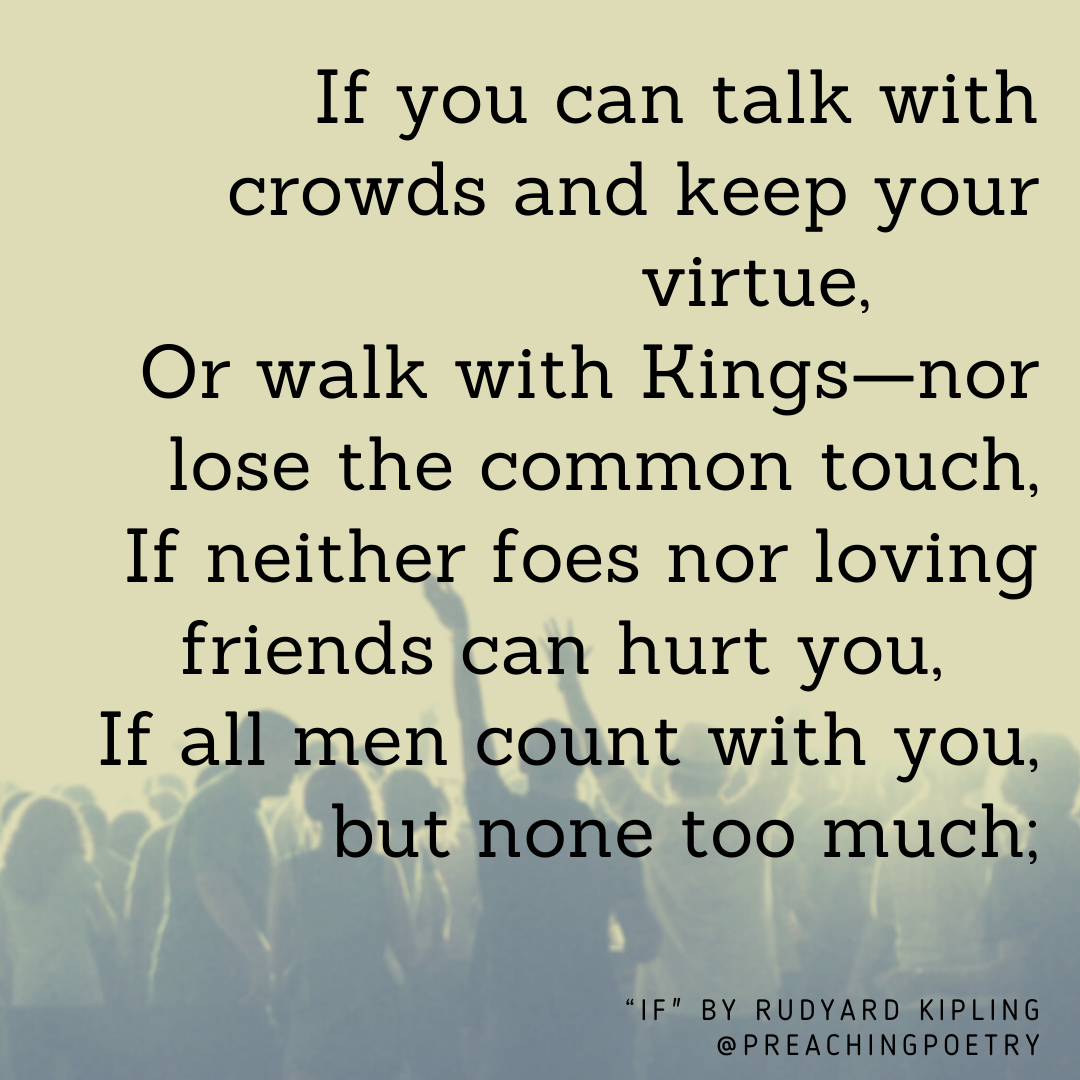 If you can talk with
crowds and keep your
virtue,
Or walk with Kings—nor
lose the common touch,
If neither foes nor loving
friends can hurt you,
If all men count with you,
but none too much;
“IF" BY RUDYARD KIPLING
@PREACHINGPOETRY